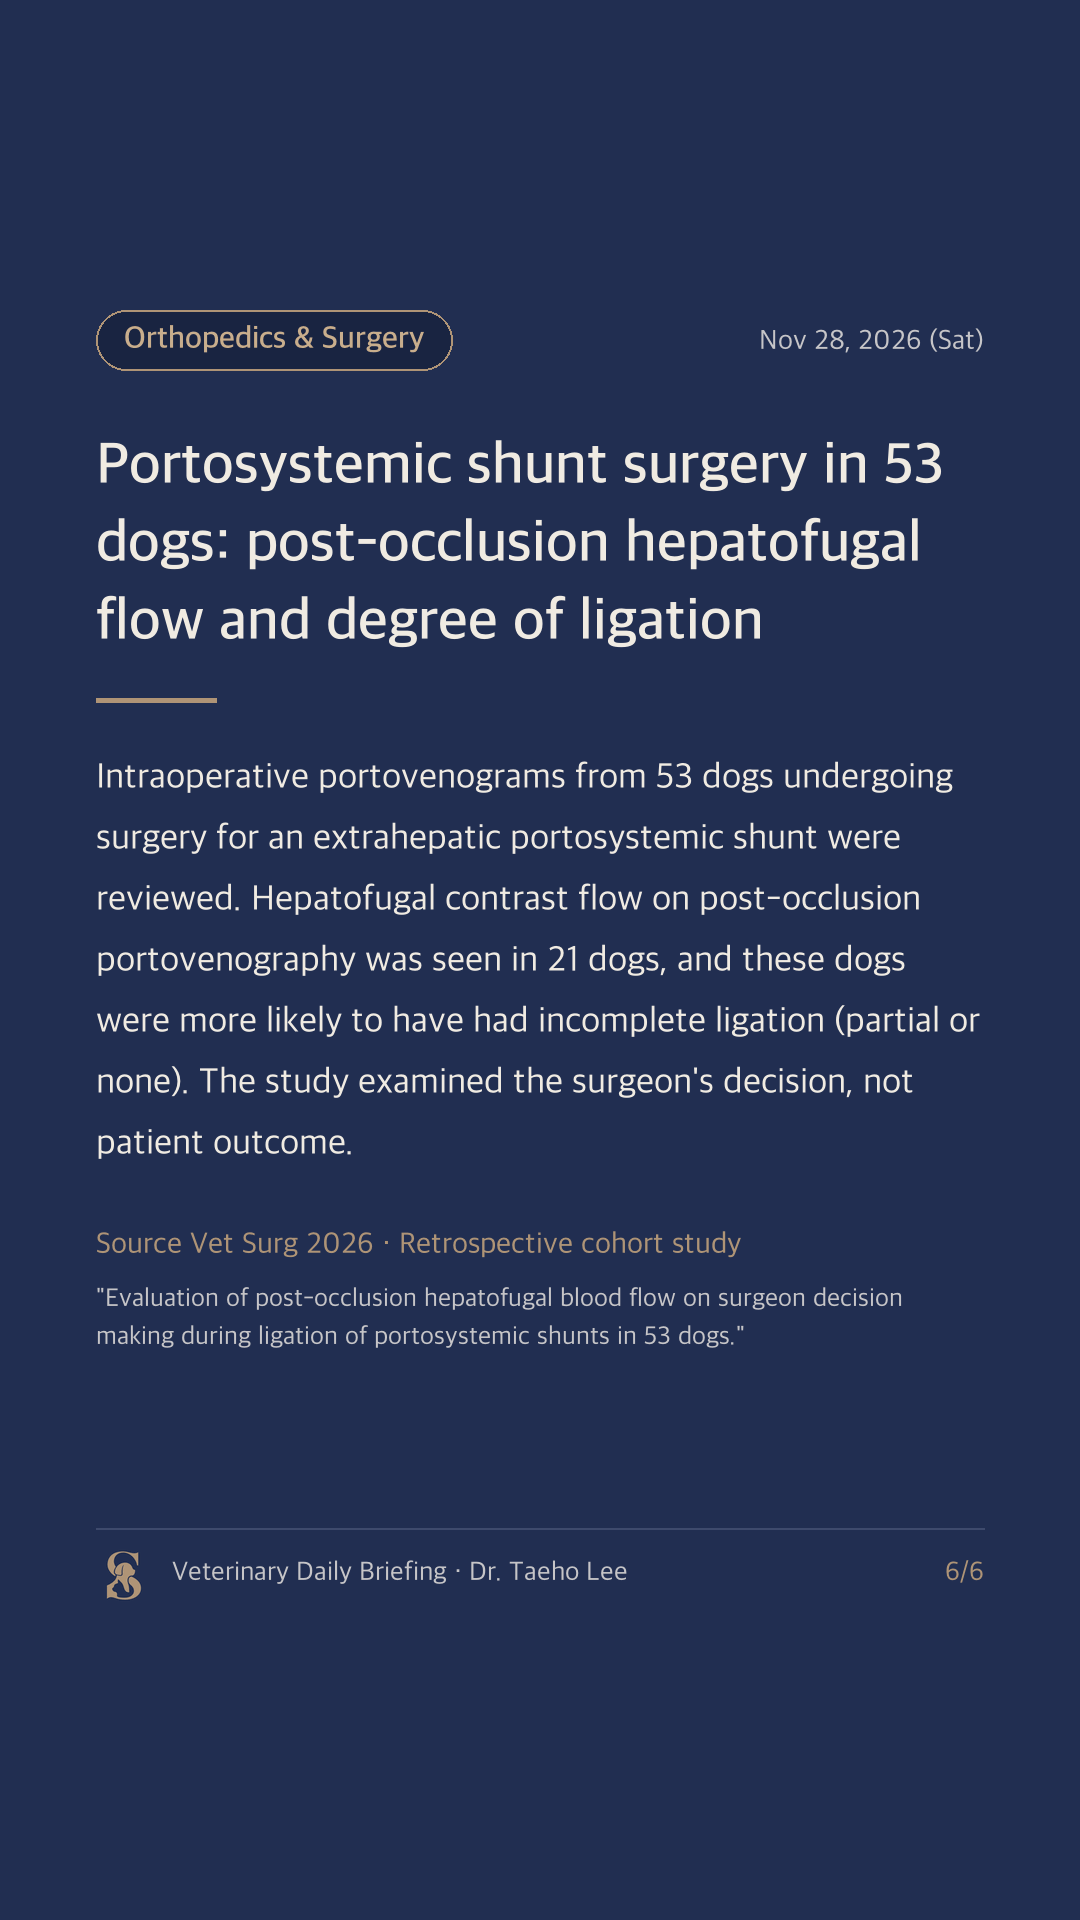 Orthopedics & Surgery
Nov 28, 2026 (Sat)
Portosystemic shunt surgery in 53
dogs: post-occlusion hepatofugal
flow and degree of ligation
Intraoperative portovenograms from 53 dogs undergoing
surgery for an extrahepatic portosystemic shunt were
reviewed. Hepatofugal contrast flow on post-occlusion
portovenography was seen in 21 dogs, and these dogs
were more likely to have had incomplete ligation (partial or
none). The study examined the surgeon's decision, not
patient outcome.
Source Vet Surg 2026 · Retrospective cohort study
"Evaluation of post-occlusion hepatofugal blood flow on surgeon decision
making during ligation of portosystemic shunts in 53 dogs."
Veterinary Daily Briefing · Dr. Taeho Lee
6/6